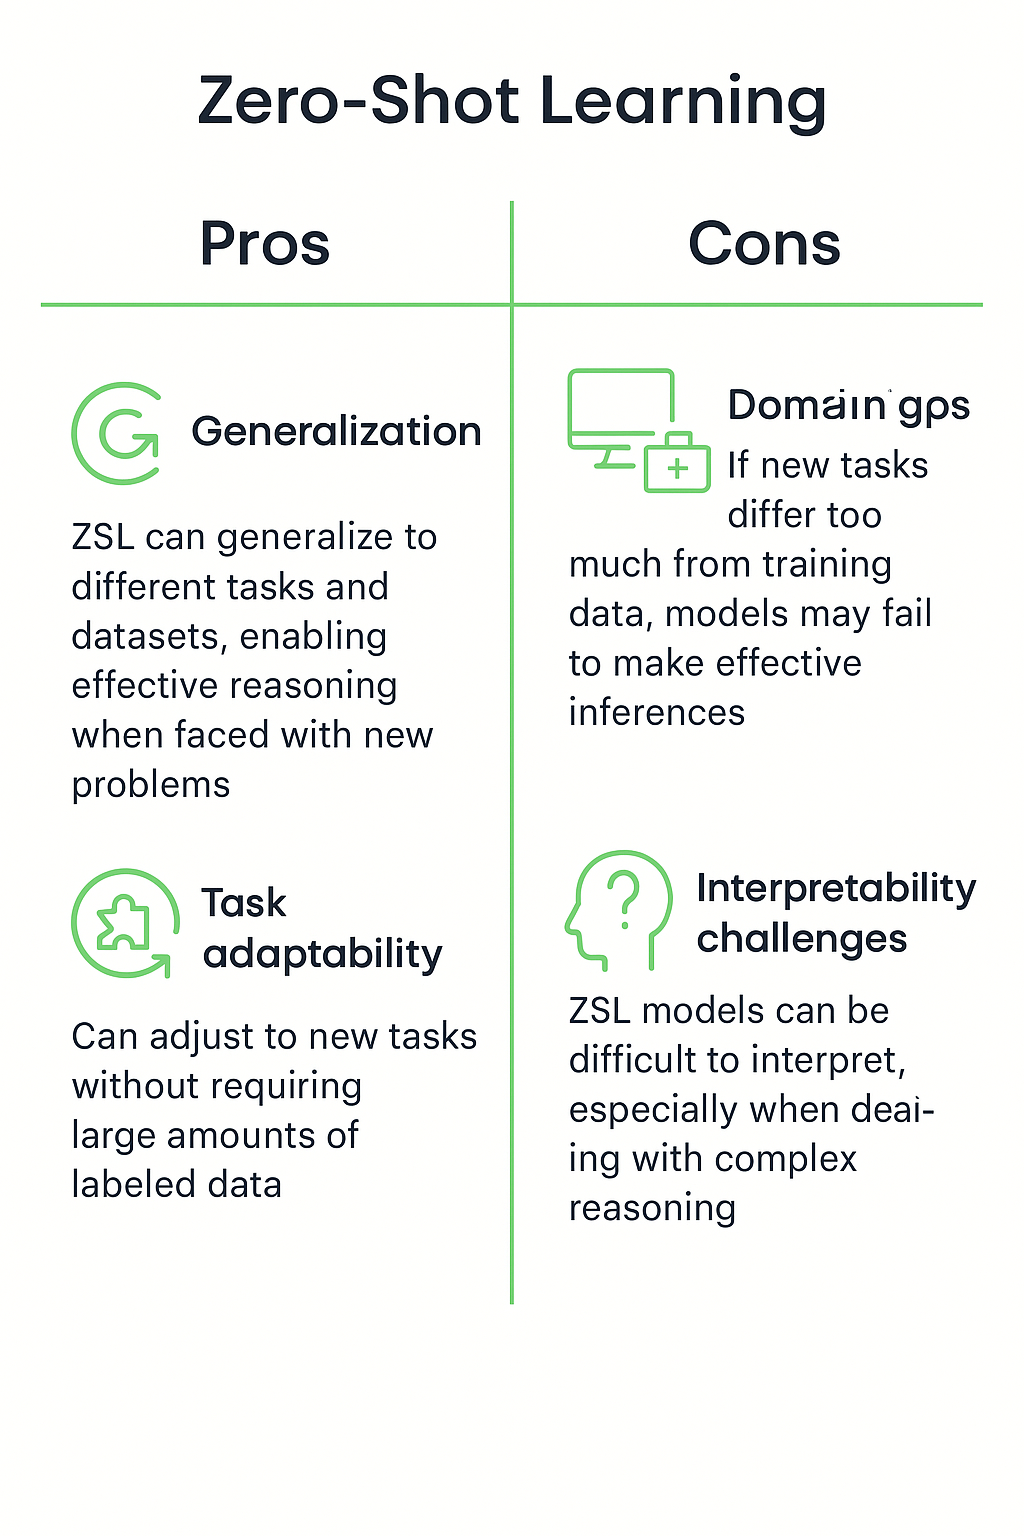 Zero-Shot Learning
Pros
Cons
Generalization
ZSL can generalize to
different tasks and
datasets, enabling
effective reasoning
when faced with new
problems
Task
adaptability
Can adjust to new tasks
without requiring
large amounts of
labeled data
Domain gps
If new tasks
differ too
much from training
data, models may fail
to make effective
inferences
Interpretability
challenges
ZSL models can be
difficult to interpret,
especially when deai-
ing with complex
reasoning